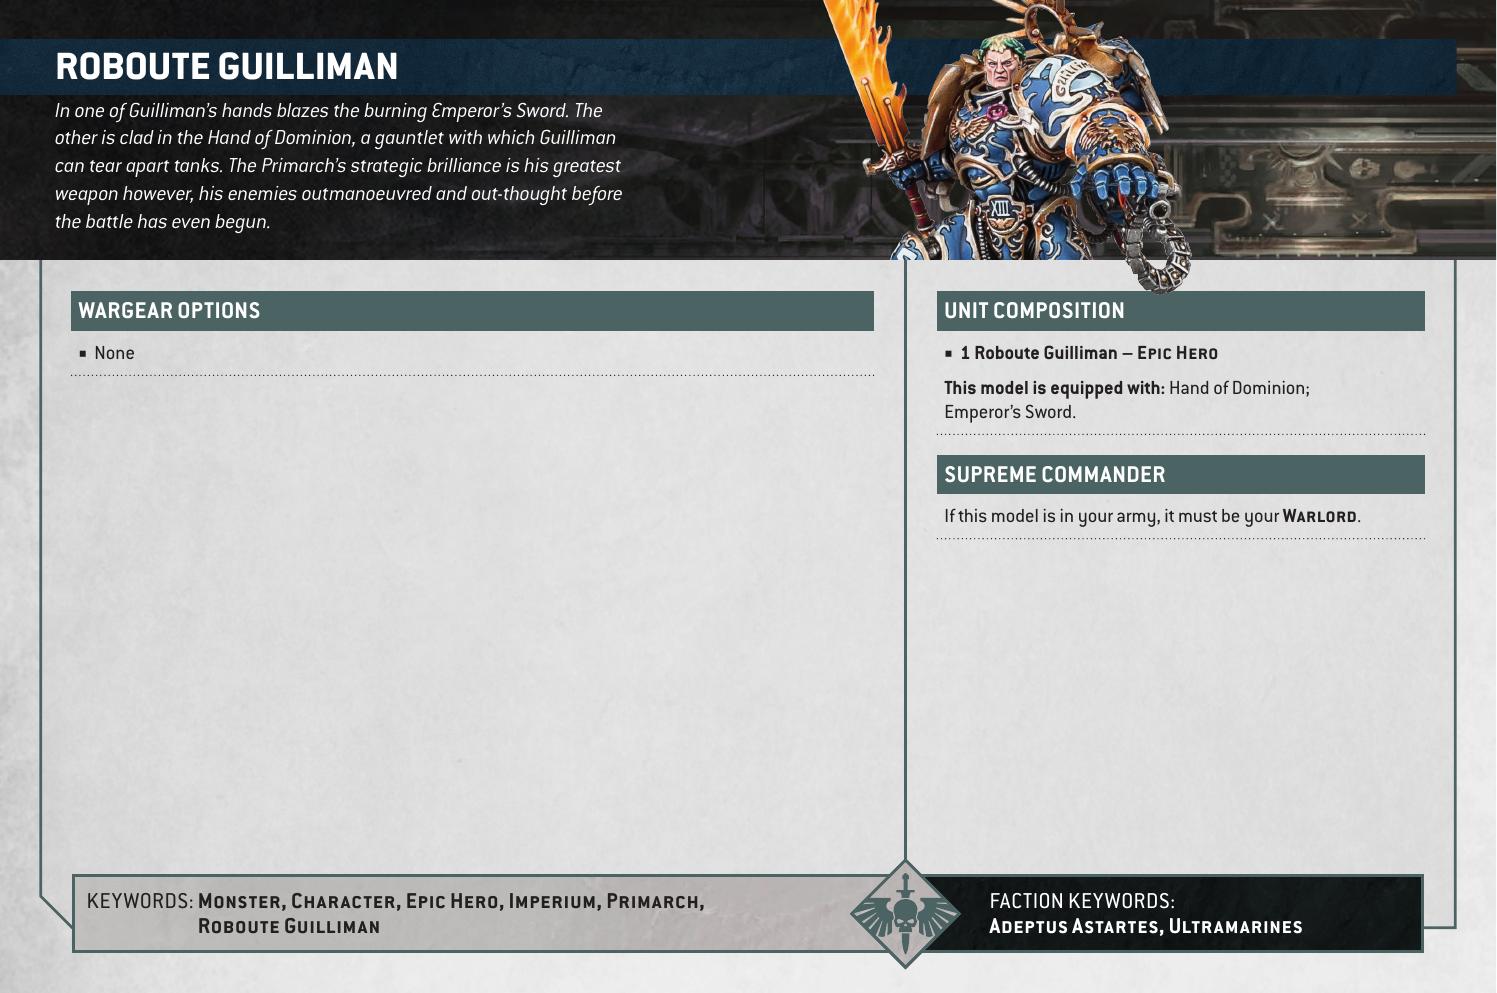 ROBOUTE GUILLIMAN
In one of Guilliman's hands blazes the burning Emperor's Sword. The
other is clad in the Hand of Dominion, a gauntlet with which Guilliman
can tear apart tanks. The Primarch's strategic brilliance is his greatest
weapon however, his enemies outmanoeuvred and out-thought before
the battle has even begun.
XIII
WARGEAR OPTIONS
▪ None
UNIT COMPOSITION
▪ 1 Roboute Guilliman – EPIC HERO
This model is equipped with: Hand of Dominion;
Emperor's Sword.
SUPREME COMMANDER
If this model is in your army, it must be your WARLORD.
KEYWORDS: MONSTER, CHARACTER, EPIC HERO, IMPERIUM, PRIMARCH,
ROBOUTE GUILLIMAN
FACTION KEYWORDS:
ADEPTUS ASTARTES, ULTRAMARINES